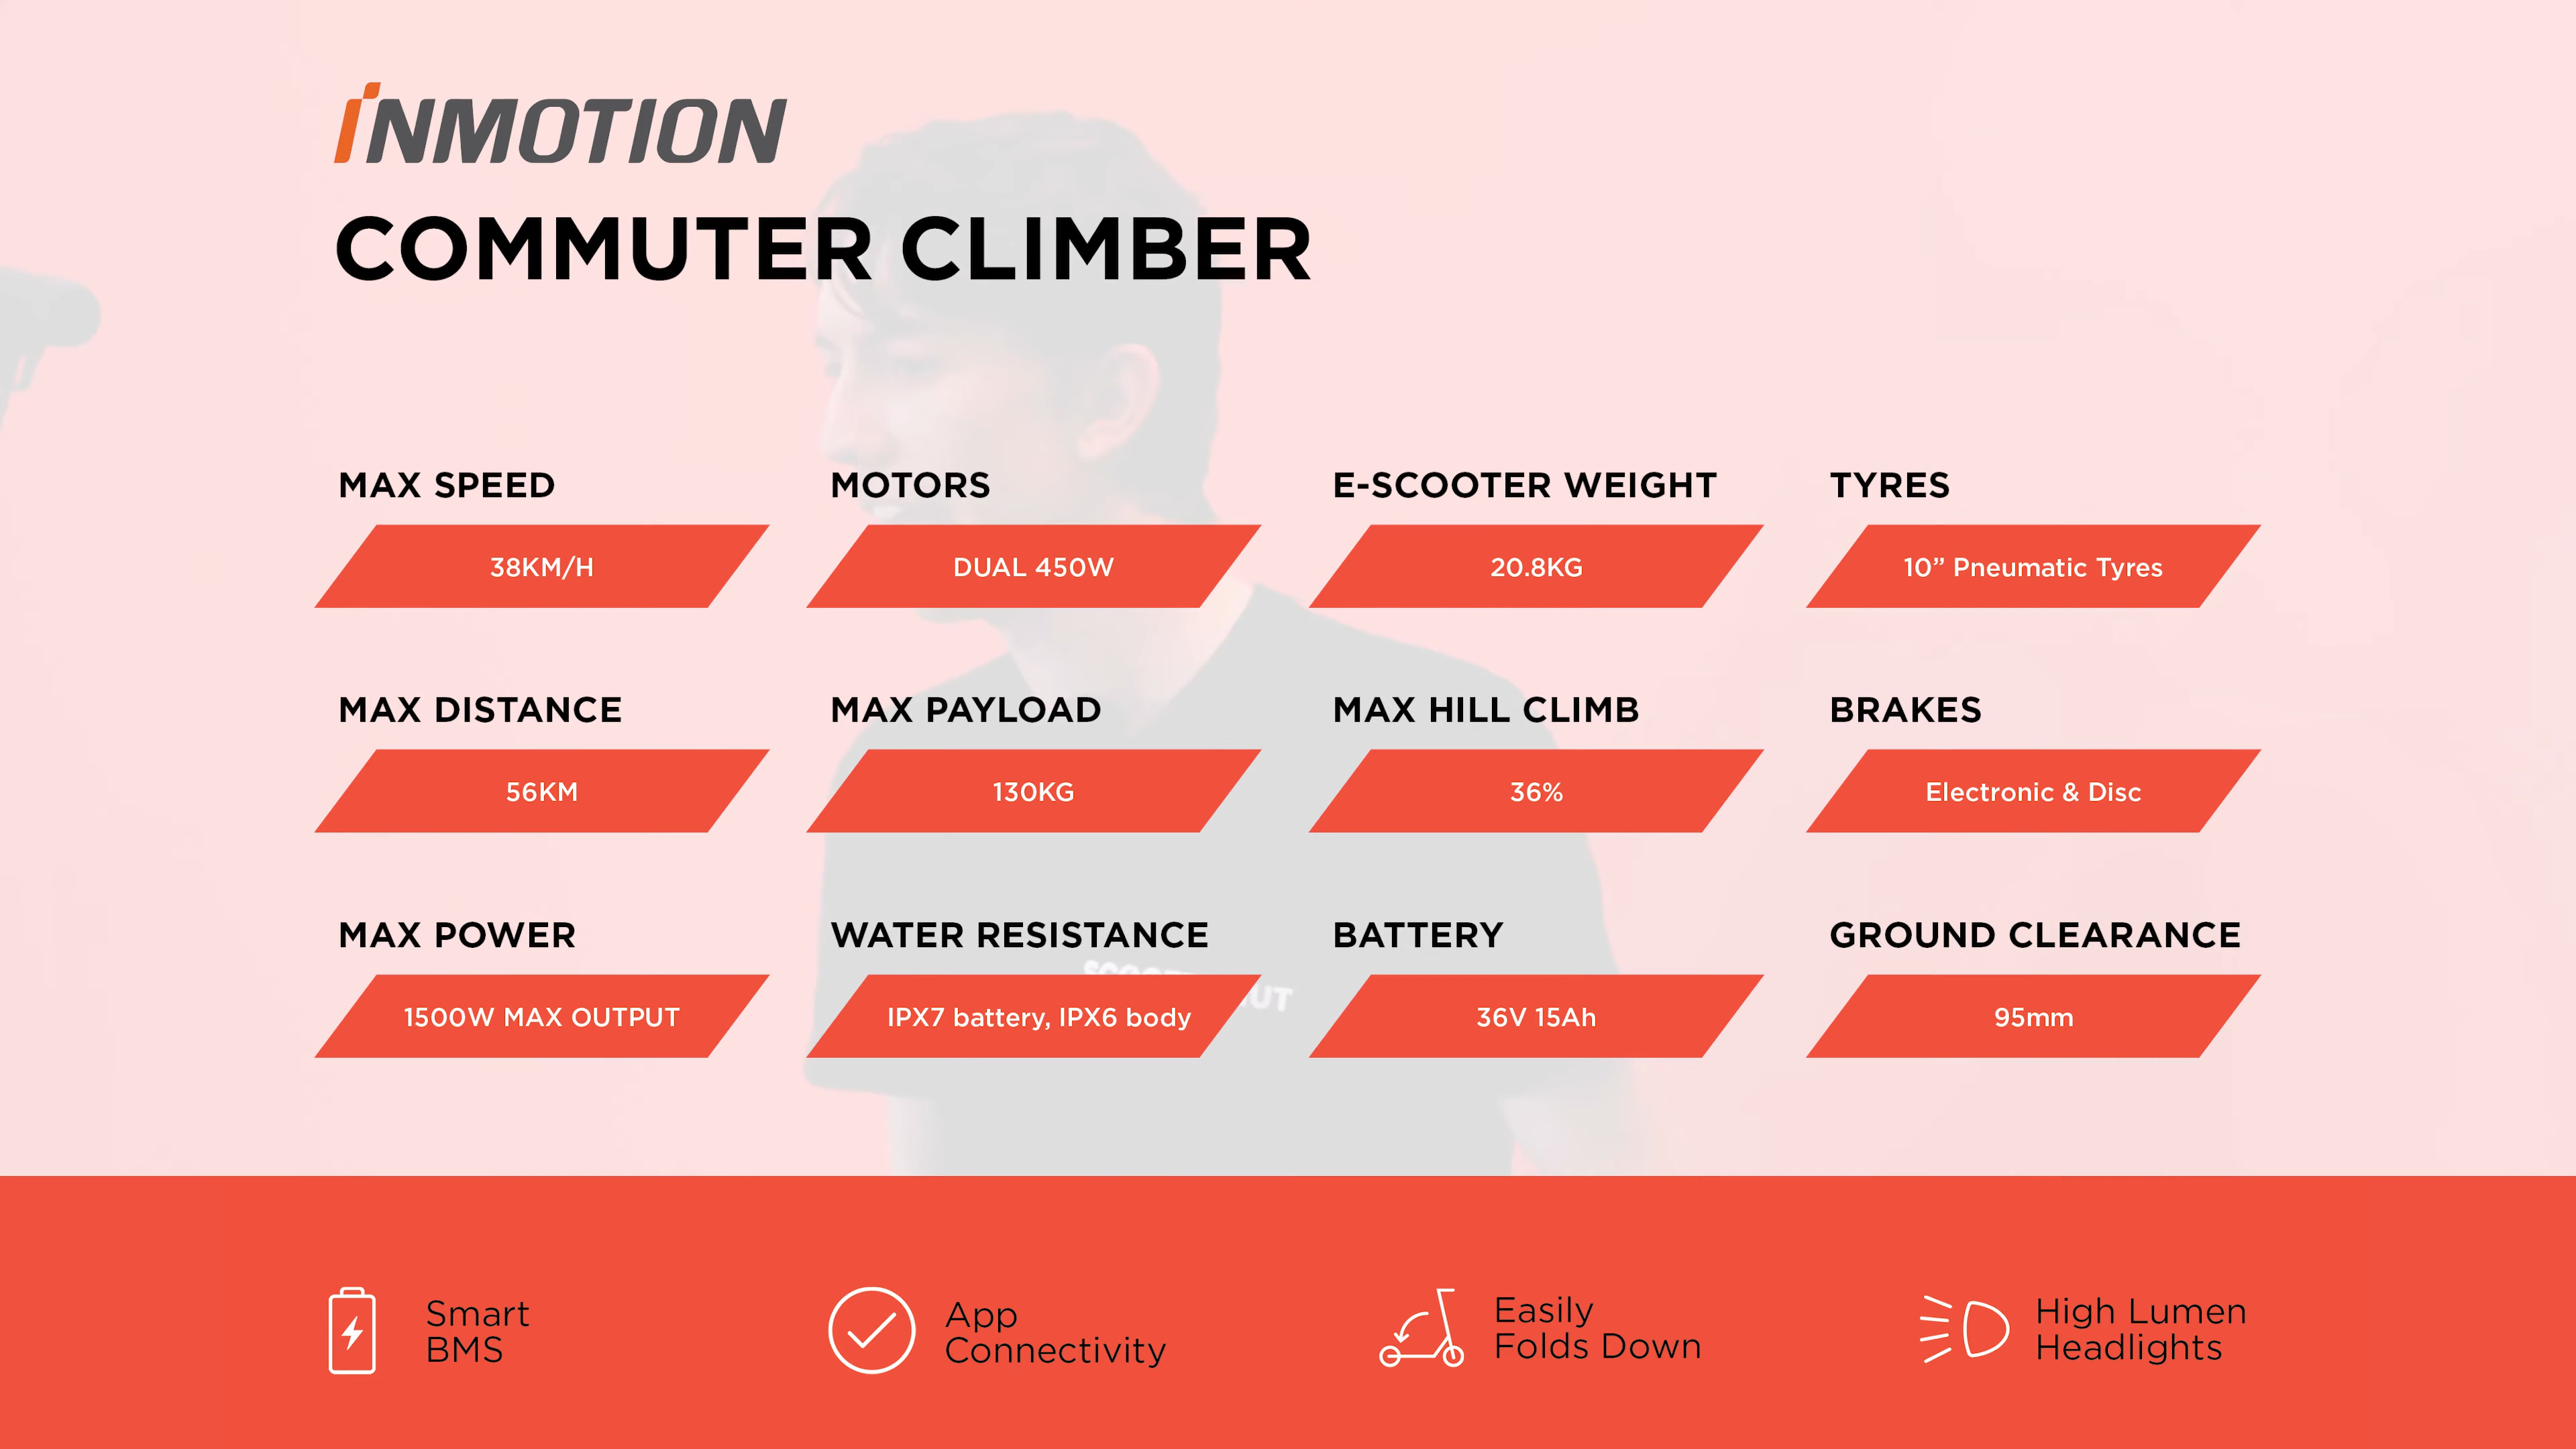 INMOTION
COMMUTER CLIMBER
MAX SPEED
38KM/H
MOTORS
DUAL 450W
E-SCOOTER WEIGHT
20.8KG
TYRES
10” Pneumatic Tyres
MAX DISTANCE
56KM
MAX PAYLOAD
130KG
MAX HILL CLIMB
36%
BRAKES
Electronic & Disc
MAX POWER
1500W MAX OUTPUT
WATER RESISTANCE
IPX7 battery, IPX6 body
BATTERY
36V 15Ah
GROUND CLEARANCE
95mm
Smart
BMS
App
Connectivity
Easily
Folds Down
High Lumen
Headlights